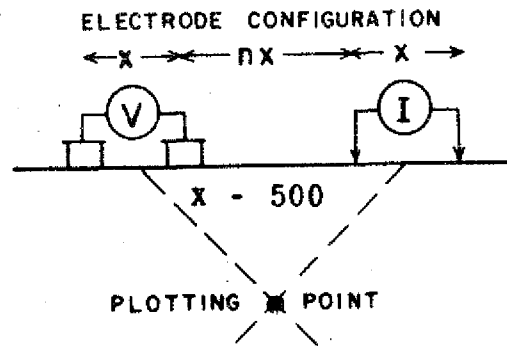 ELECTRODE CONFIGURATION
x nx x
V I
x - 500
PLOTTING POINT